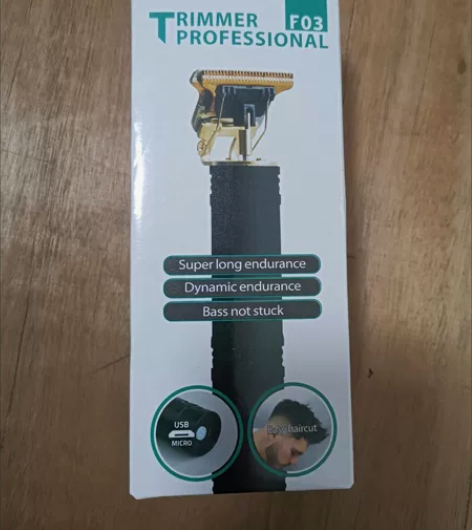 TRIMMER F03
PROFESSIONAL
Super long endurance
Dynamic endurance
Bass not stuck
USB
MICRO
haircut